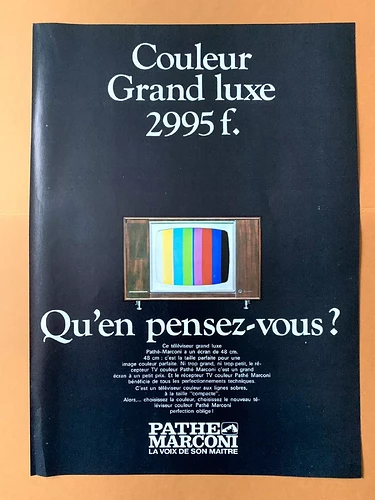 Couleur
Grand luxe
2995 f.
Qu'en pensez-vous ?
Ce téléviseur grand luxe
Pathé-Marconi a un écran de 48 cm.
48 cm : c'est la taille parfaite pour une
image couleur parfaite. Ni trop grand, ni trop petit, le ré-
cepteur TV couleur Pathé Marconi c'est un grand
écran à un petit prix. Et le récepteur TV couleur Pathé Marconi
bénéficie de tous les perfectionnements techniques.
C'est un téléviseur couleur aux lignes sobres,
à la taille "compacte".
Alors... choisissez la couleur, choisissez le nouveau té-
léviseur couleur Pathé Marconi
perfection oblige !
PATHE
MARCONI
LA VOIX DE SON MAITRE